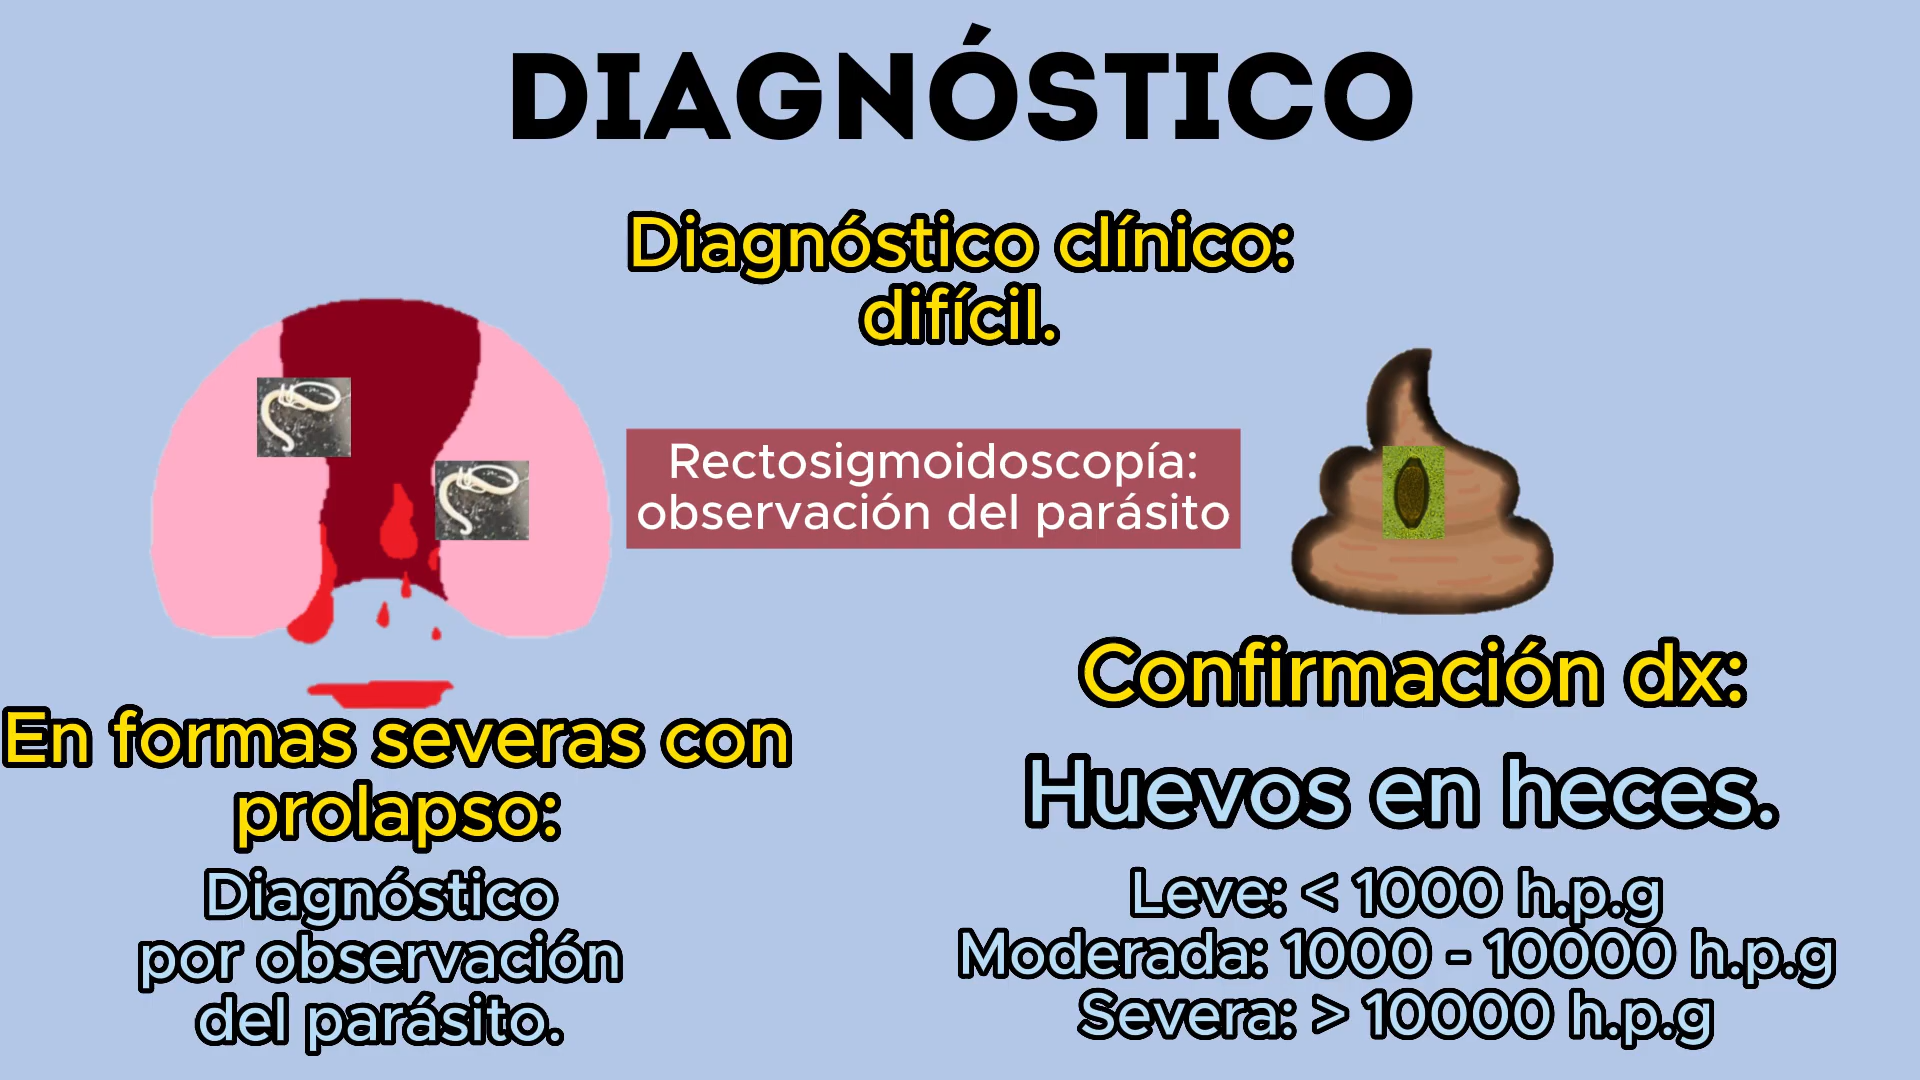 DIAGNÓSTICO
Diagnóstico clínico:
difícil.
Rectosigmoidoscopía:
observación del parásito
En formas severas con
prolapso:
Diagnóstico
por observación
del parásito.
Confirmación dx:
Huevos en heces.
Leve: < 1000 h.p.g
Moderada: 1000 - 10000 h.p.g
Severa: > 10000 h.p.g